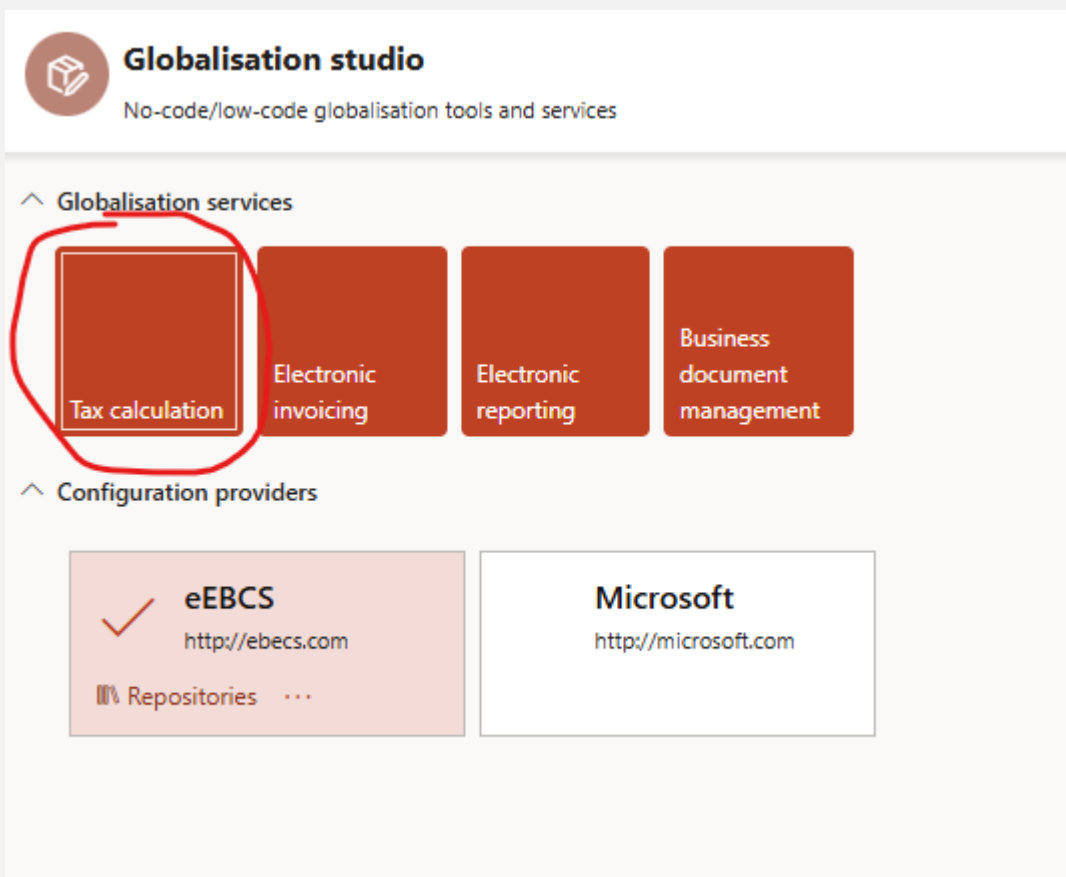 Globalisation studio
No-code/low-code globalisation tools and services
Globalisation services
Tax calculation
Electronic
invoicing
Electronic
reporting
Business
document
management
Configuration providers
eEBCS
http://ebecs.com
Repositories ...
Microsoft
http://microsoft.com